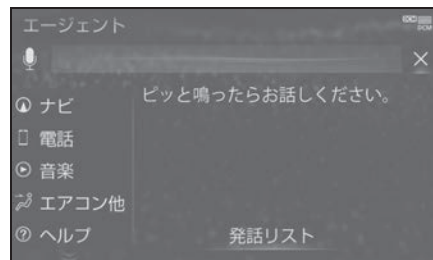 エージェント
DCM
ピッと鳴ったらお話しください。
ナビ
電話
音楽
エアコン他
ヘルプ
発話リスト